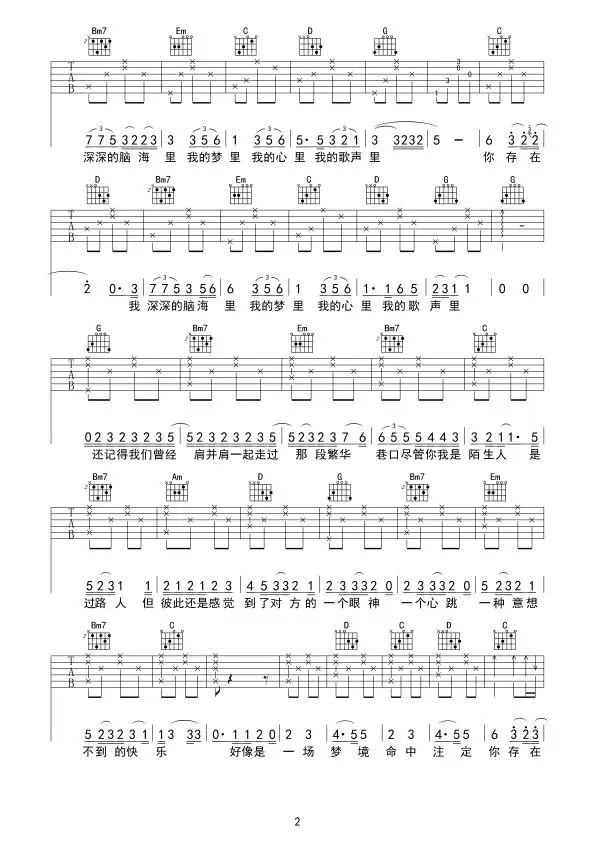 Bm7 Em C D G C
7 7 5 3 2 2 3 3 3 5 6 1 3 5 6 5· 5 3 2 1 3 3 2 3 2 5 − 6 3 2 2
深深的脑 海 里 我的梦 里 我的心 里 我的歌声 里 你 存 在
D Bm7 Em C D G G
2 0· 3 7 7 5 3 5 6 6 3 5 6 1 3 5 6 1· 1 6 5 2 3 1 1 0 0
我 深深的脑海 里 我的梦 里 我的心 里 我的歌 声 里
G Bm7 Em Bm7 C
0 2 3 2 3 2 3 5 5 2 3 2 3 2 3 5 5 2 3 2 3 7 6 6 5 5 5 4 4 3 3 2 1 1· 5
还记得我们曾经 肩并肩一起走过 那 段繁华 巷口尽管你我是 陌生人 是
Bm7 Am D G Bm7 Em
5 2 3 1 1 2 1 2 1 2 3 4 5 3 3 2 1 2 3 3 3 2 0 2 3 3 3 2 0 5 2 3 2 1
过路 人 但 彼此还是感觉 到了对 方的 一个眼 神 一个心 跳 一种 意想
Bm7 C D C D C
5 2 3 2 3 1 1 3 3 3 0· 1 1 2 0 2 3 4· 5 5 2 3 4· 5 5 6 3 2 3
不到 的快 乐 好像是 一 场 梦 境 命 中 注 定 你 存 在
2